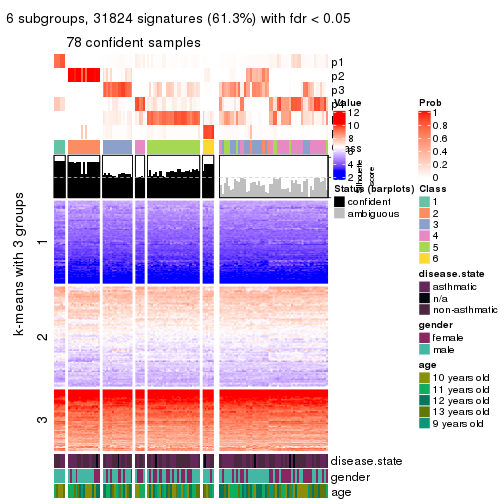 6 subgroups, 31824 signatures (61.3%) with fdr < 0.05
78 confident samples
p1
p2
p3
Value
12
10
8
6
4
2
Prob
1
0.8
0.6
0.4
0.2
0
Class
silhouette
score
Status (barplots)
confident
ambiguous
Class
1
2
3
4
5
6
disease.state
asthmatic
n/a
non-asthmatic
gender
female
male
age
10 years old
11 years old
12 years old
13 years old
9 years old
k-means with 3 groups
1
2
3
disease.state
gender
age